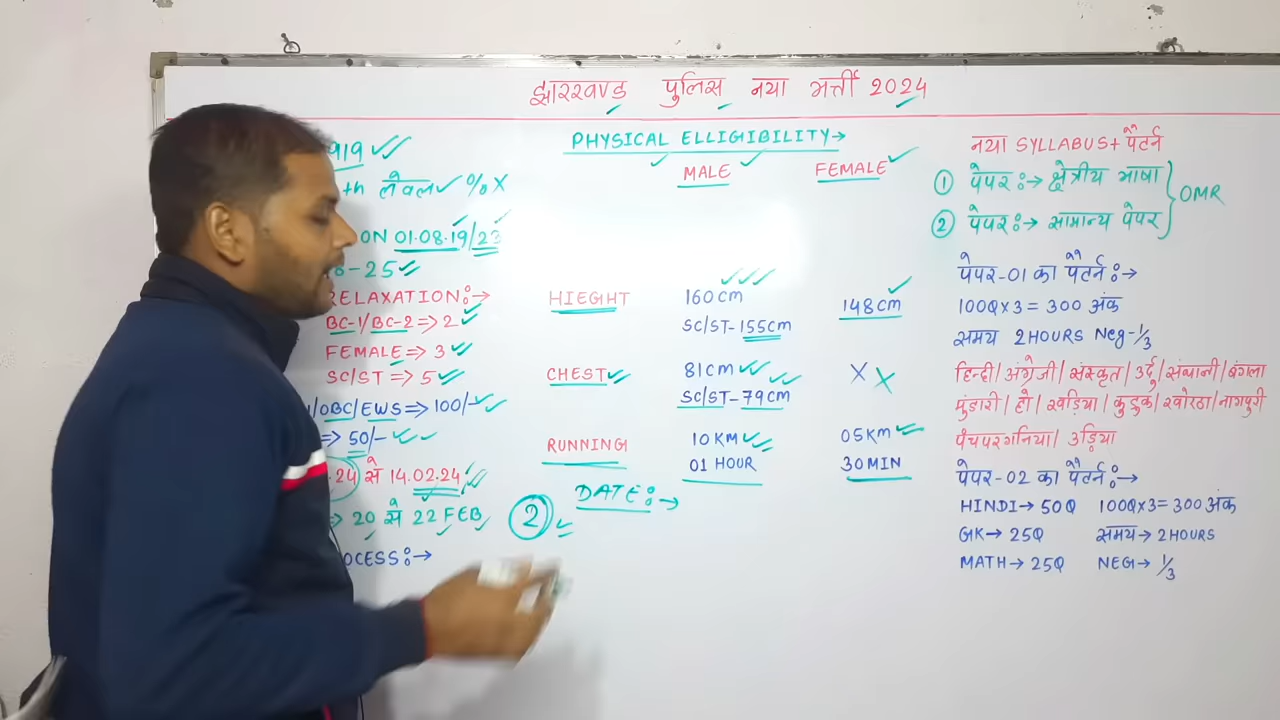 झारखण्ड पुलिस नया भर्ती 2024
919
th लेवल % X
ON 01.08.19/23
-25
RELAXATION:→
BC-1/BC-2 => 2
FEMALE => 3
SC/ST => 5
/OBC/EWS => 100/-
=> 50/-
.24 से 14.02.24
=> 20 से 22 FEB
OCESS:→
PHYSICAL ELLIGIBILITY→
MALE FEMALE
HIEGHT 160cm 148cm
SC/ST-155cm
CHEST 81cm X X
SC/ST-79cm
RUNNING 10KM 05KM
01 HOUR 30MIN
2 DATE:→
नया SYLLABUS+ पैटर्न
① पेपर:→ क्षेत्रीय भाषा
② पेपर:→ सामान्य पेपर
OMR
पेपर-01 का पैटर्न:→
100Q×3= 300 अंक
समय 2HOURS Neg-1/3
हिन्दी/अंग्रेजी/संस्कृत/उर्दु/संथाली/बंगला
मुंडारी/हो/खड़िया/कुडुक/खोरठा/नागपुरी
पंचपरगनिया/उड़िया
पेपर-02 का पैटर्न:→
HINDI→ 50Q 100Q×3=300 अंक
GK→ 25Q समय→ 2HOURS
MATH→ 25Q NEG→ 1/3